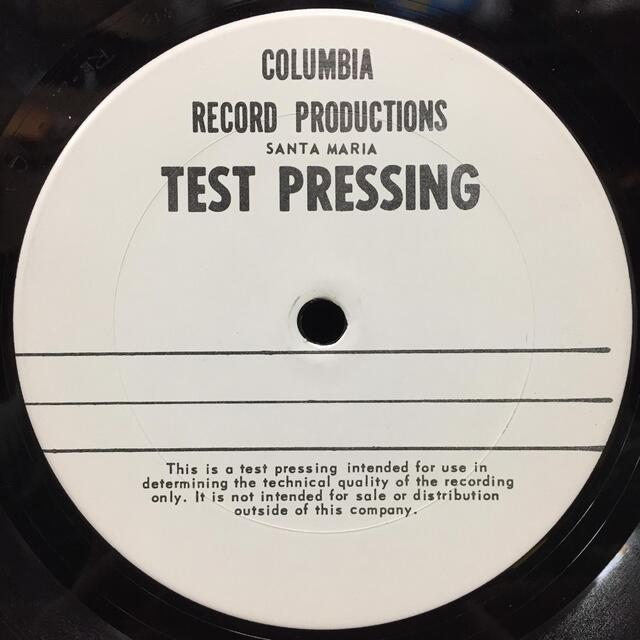 COLUMBIA
RECORD PRODUCTIONS
SANTA MARIA
TEST PRESSING
This is a test pressing intended for use in
determining the technical quality of the recording
only. It is not intended for sale or distribution
outside of this company.